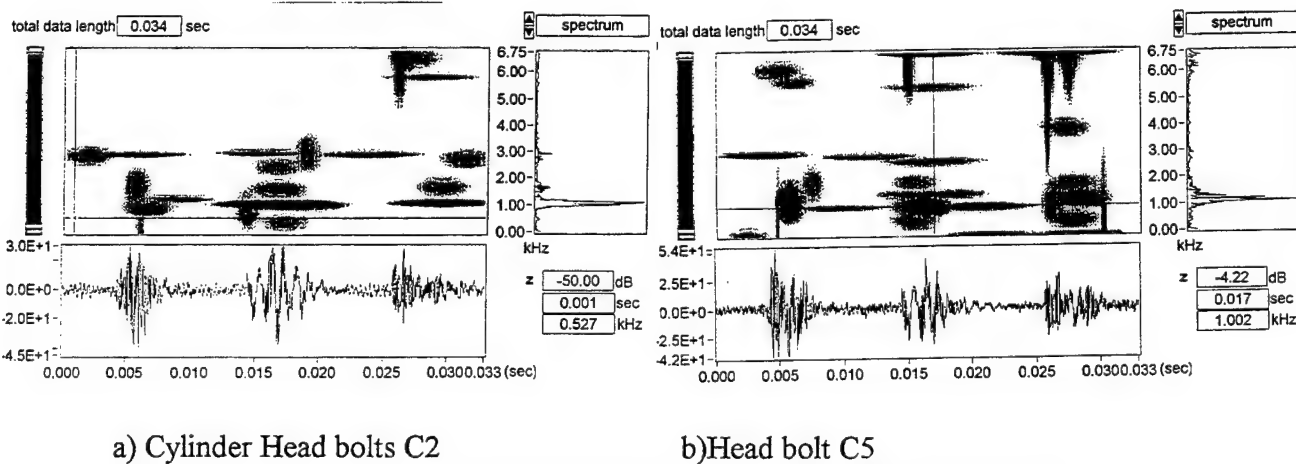 total data length 0.034 sec
spectrum
6.75
6.00
5.00
4.00
3.00
2.00
1.00
0.00
kHz
3.0E+1
0.0E+0
-2.0E+1
-4.5E+1
0.000 0.005 0.010 0.015 0.020 0.025 0.0300.033 (sec)
z -50.00 dB
0.001 sec
0.527 kHz
a) Cylinder Head bolts C2
total data length 0.034 sec
spectrum
6.75
6.00
5.00
4.00
3.00
2.00
1.00
0.00
kHz
5.4E+1
2.5E+1
0.0E+0
-2.5E+1
-4.2E+1
0.000 0.005 0.010 0.015 0.020 0.025 0.0300.033 (sec)
z -4.22 dB
0.017 sec
1.002 kHz
b)Head bolt C5